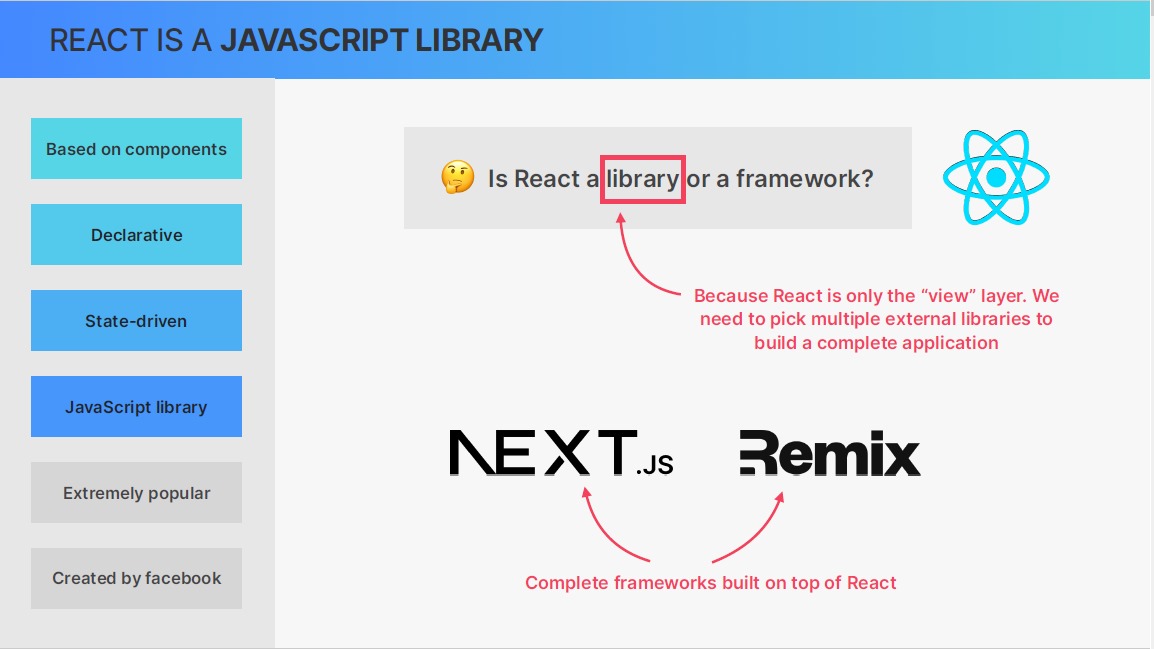 REACT IS A JAVASCRIPT LIBRARY
Based on components
Declarative
State-driven
JavaScript library
Extremely popular
Created by facebook
🤔 Is React a library or a framework?
Because React is only the “view” layer. We
need to pick multiple external libraries to
build a complete application
NEXT.JS
Remix
Complete frameworks built on top of React